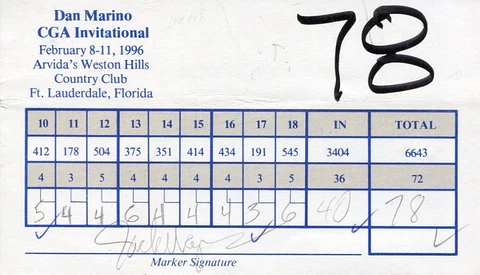 Dan Marino
CGA Invitational
February 8-11, 1996
Arvida's Weston Hills
Country Club
Ft. Lauderdale, Florida
78
10 11 12 13 14 15 16 17 18 IN TOTAL
412 178 504 375 351 414 434 191 545 3404 6643
4 3 5 4 4 4 4 3 5 36 72
5 4 4 6 4 4 4 3 6 40 78
Marker Signature